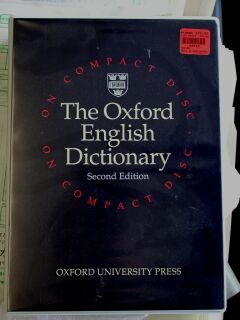 ON COMPACT DISC
The Oxford
English
Dictionary
Second Edition
ON COMPACT DISC
OXFORD UNIVERSITY PRESS